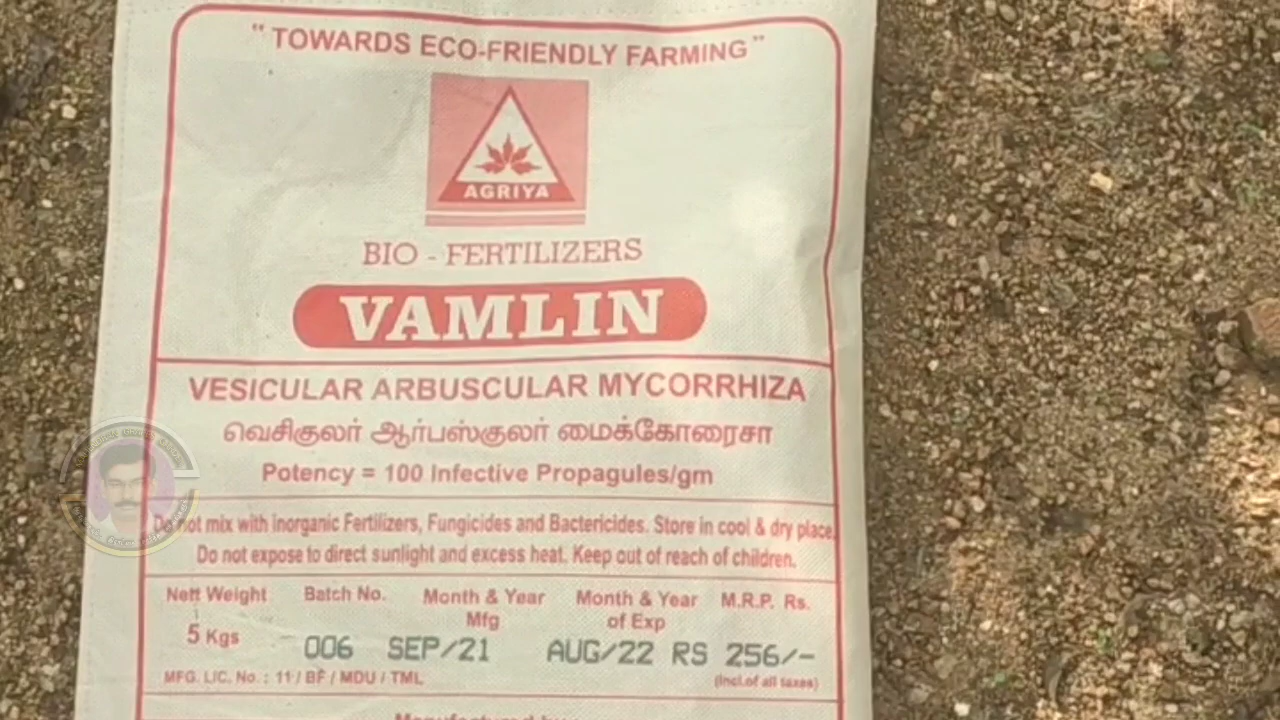 " TOWARDS ECO-FRIENDLY FARMING "
AGRIYA
BIO - FERTILIZERS
VAMLIN
VESICULAR ARBUSCULAR MYCORRHIZA
வெசிகுலர் ஆர்பஸ்குலர் மைக்கோரைசா
Potency = 100 Infective Propagules/gm
Do not mix with inorganic Fertilizers, Fungicides and Bactericides. Store in cool & dry place.
Do not expose to direct sunlight and excess heat. Keep out of reach of children.
Nett Weight Batch No. Month & Year Mfg Month & Year of Exp M.R.P. Rs.
5 Kgs 006 SEP/21 AUG/22 RS 256/-
MFG. LIC. No. : 11 / BF / MDU / TML (Incl.of all taxes)
Manufactured by